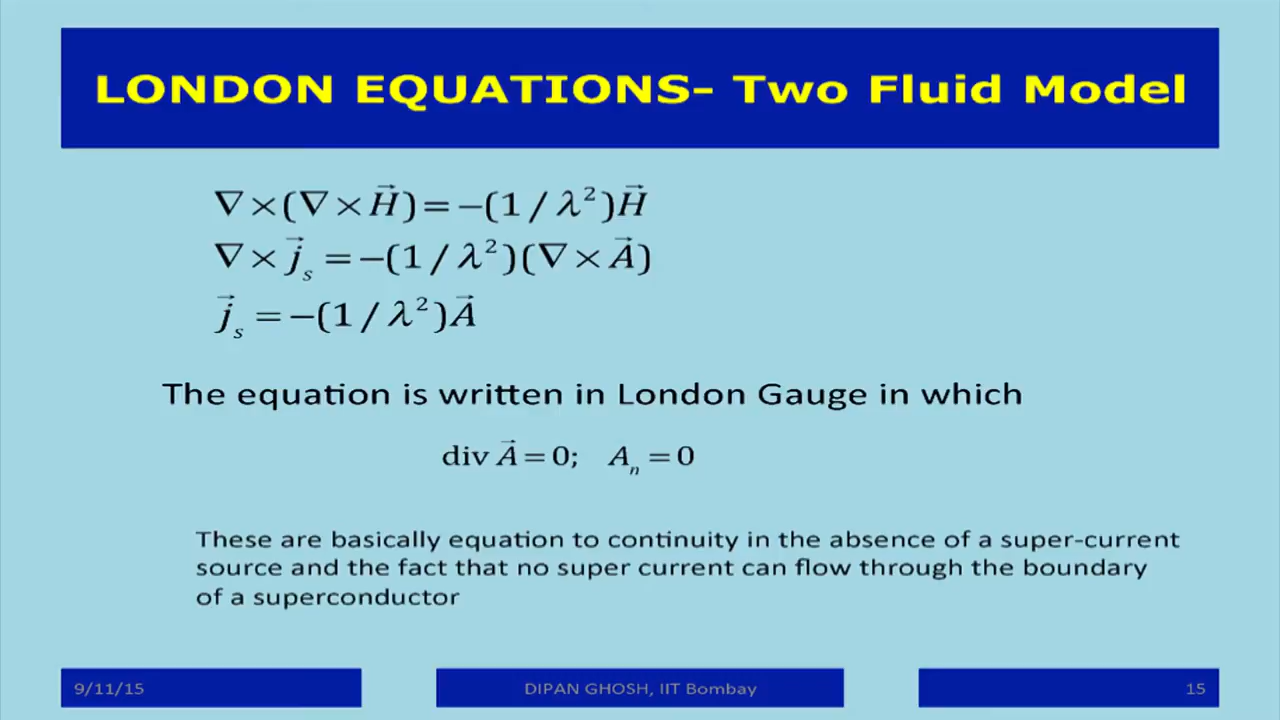 LONDON EQUATIONS- Two Fluid Model
∇×(∇×H⃗)=−(1/λ²)H⃗
∇×j⃗ₛ=−(1/λ²)(∇×A⃗)
j⃗ₛ=−(1/λ²)A⃗
The equation is written in London Gauge in which
div A⃗=0; Aₙ=0
These are basically equation to continuity in the absence of a super-current
source and the fact that no super current can flow through the boundary
of a superconductor
9/11/15 DIPAN GHOSH, IIT Bombay 15